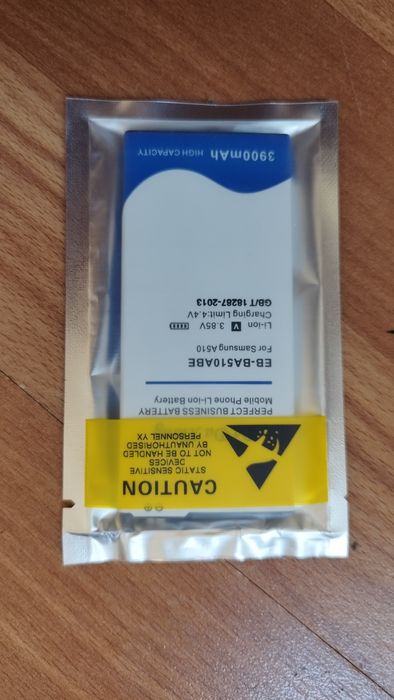 CAUTION
STATIC SENSITIVE
DEVICES
NOT TO BE HANDLED
BY UNAUTHORISED
PERSONNEL YX
PERFECT BUSINESS BATTERY
Mobile Phone Li-ion Battery
EB-BA510ABE
For Samsung A510
Li-ion V 3.85V
Charging Limit:4.4V
GB/T 18287-2013
3900mAh HIGH CAPACITY